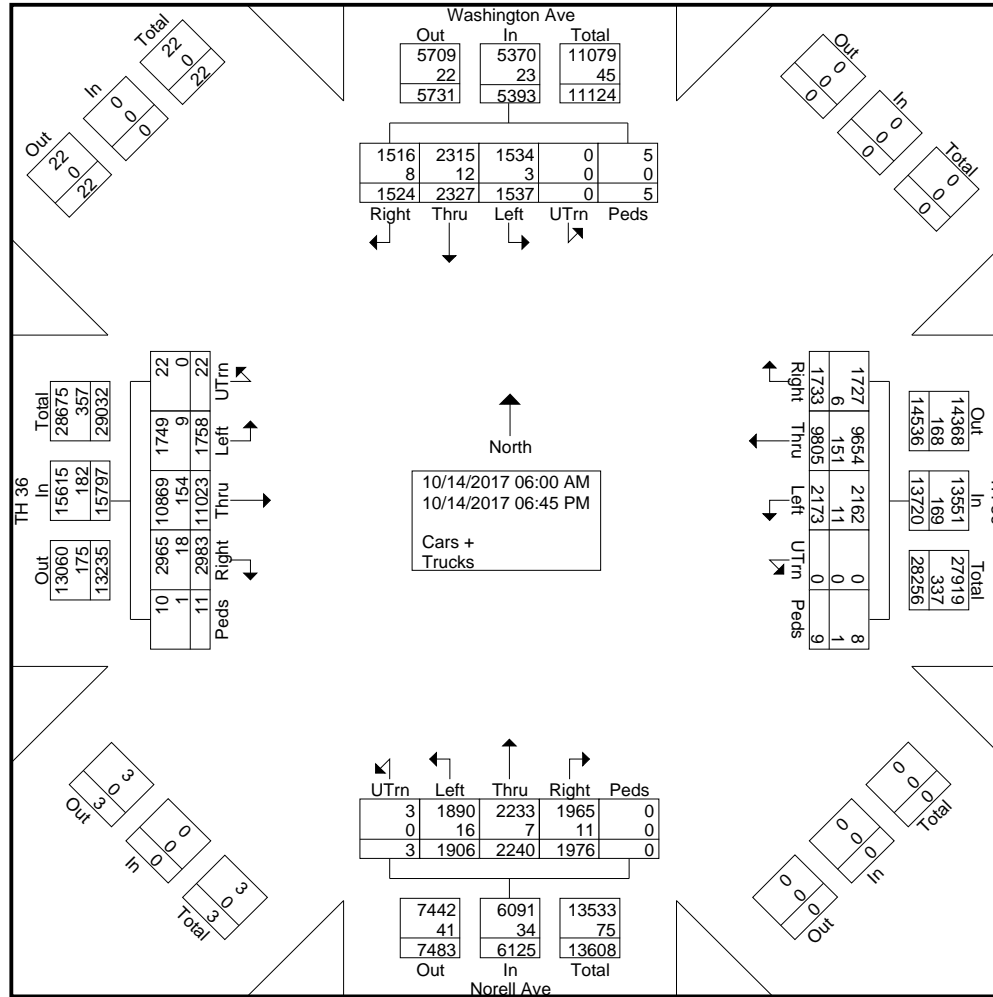 Washington Ave
Out In Total
5709 5370 11079
22 23 45
5731 5393 11124
1516 2315 1534 0 5
8 12 3 0 0
1524 2327 1537 0 5
Right Thru Left UTrn Peds
Total
22
0
22
In
0
0
0
Out
22
0
22
Out
0
0
0
In
0
0
0
Total
0
0
0
TH 36
Total
28675
357
29032
In
15615
182
15797
Out
13060
175
13235
22 0 22 UTrn
1749 9 1758 Left
10869 154 11023 Thru
2965 18 2983 Right
10 1 11 Peds
North
10/14/2017 06:00 AM
10/14/2017 06:45 PM
Cars +
Trucks
Right 1733 6 1727
Thru 9805 151 9654
Left 2173 11 2162
UTrn 0 0 0
Peds 9 1 8
Out
14368
168
14536
In
13551
169
13720
Total
27919
337
28256
UTrn Left Thru Right Peds
3 1890 2233 1965 0
0 16 7 11 0
3 1906 2240 1976 0
7442 6091 13533
41 34 75
7483 6125 13608
Out In Total
Norell Ave
3
0
3
Out
0
0
0
In
3
0
3
Total
0
0
0
Total
0
0
0
In
0
0
0
Out